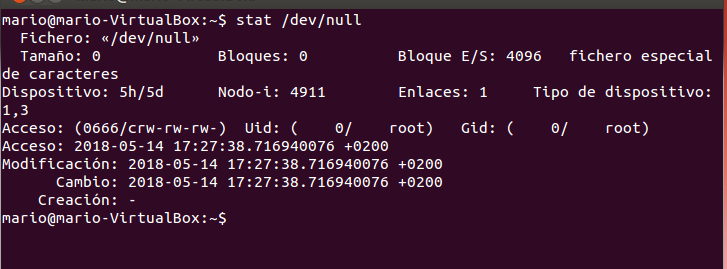 mario@mario-VirtualBox:~$ stat /dev/null
  Fichero: «/dev/null»
  Tamaño: 0             Bloques: 0          Bloque E/S: 4096   fichero especial
de caracteres
Dispositivo: 5h/5d      Nodo-i: 4911        Enlaces: 1     Tipo de dispositivo:
1,3
Acceso: (0666/crw-rw-rw-)  Uid: (    0/    root)   Gid: (    0/    root)
Acceso: 2018-05-14 17:27:38.716940076 +0200
Modificación: 2018-05-14 17:27:38.716940076 +0200
      Cambio: 2018-05-14 17:27:38.716940076 +0200
    Creación: -
mario@mario-VirtualBox:~$